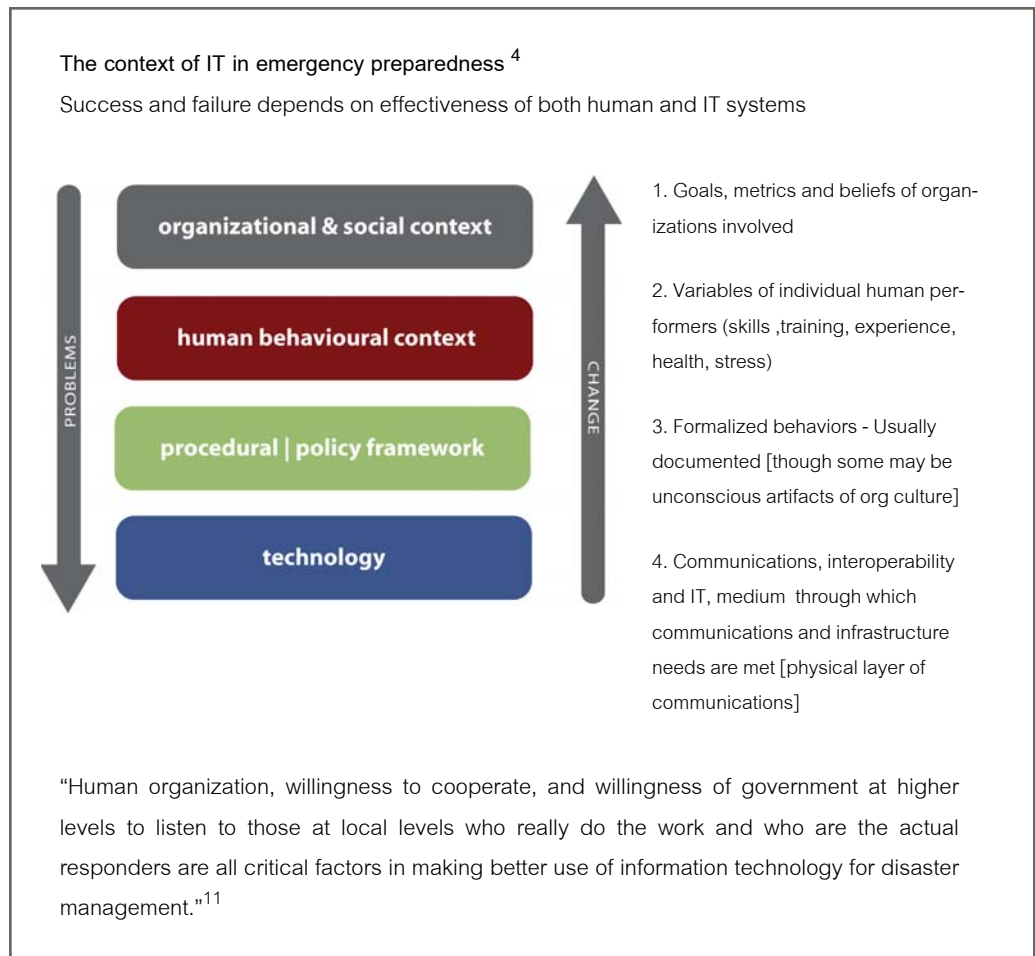 The context of IT in emergency preparedness 4
Success and failure depends on effectiveness of both human and IT systems
PROBLEMS
organizational & social context
human behavioural context
procedural | policy framework
technology
CHANGE
1. Goals, metrics and beliefs of organ-
izations involved
2. Variables of individual human per-
formers (skills ,training, experience,
health, stress)
3. Formalized behaviors - Usually
documented [though some may be
unconscious artifacts of org culture]
4. Communications, interoperability
and IT, medium  through which
communications and infrastructure
needs are met [physical layer of
communications]
“Human organization, willingness to cooperate, and willingness of government at higher
levels to listen to those at local levels who really do the work and who are the actual
responders are all critical factors in making better use of information technology for disaster
management.”11